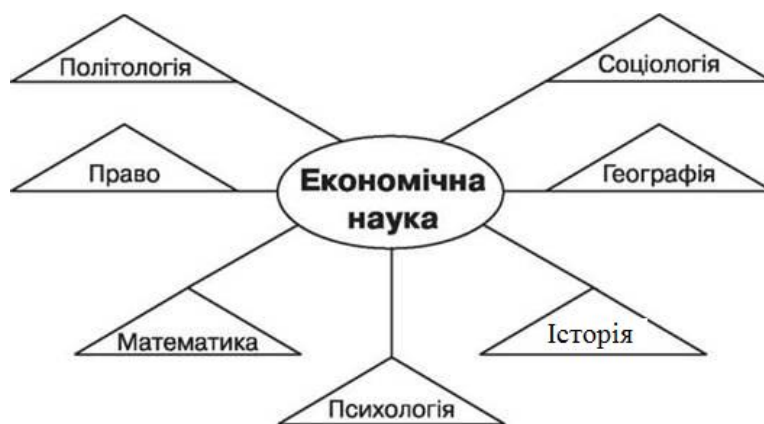 Політологія
Соціологія
Право
Економічна
наука
Географія
Математика
Історія
Психологія